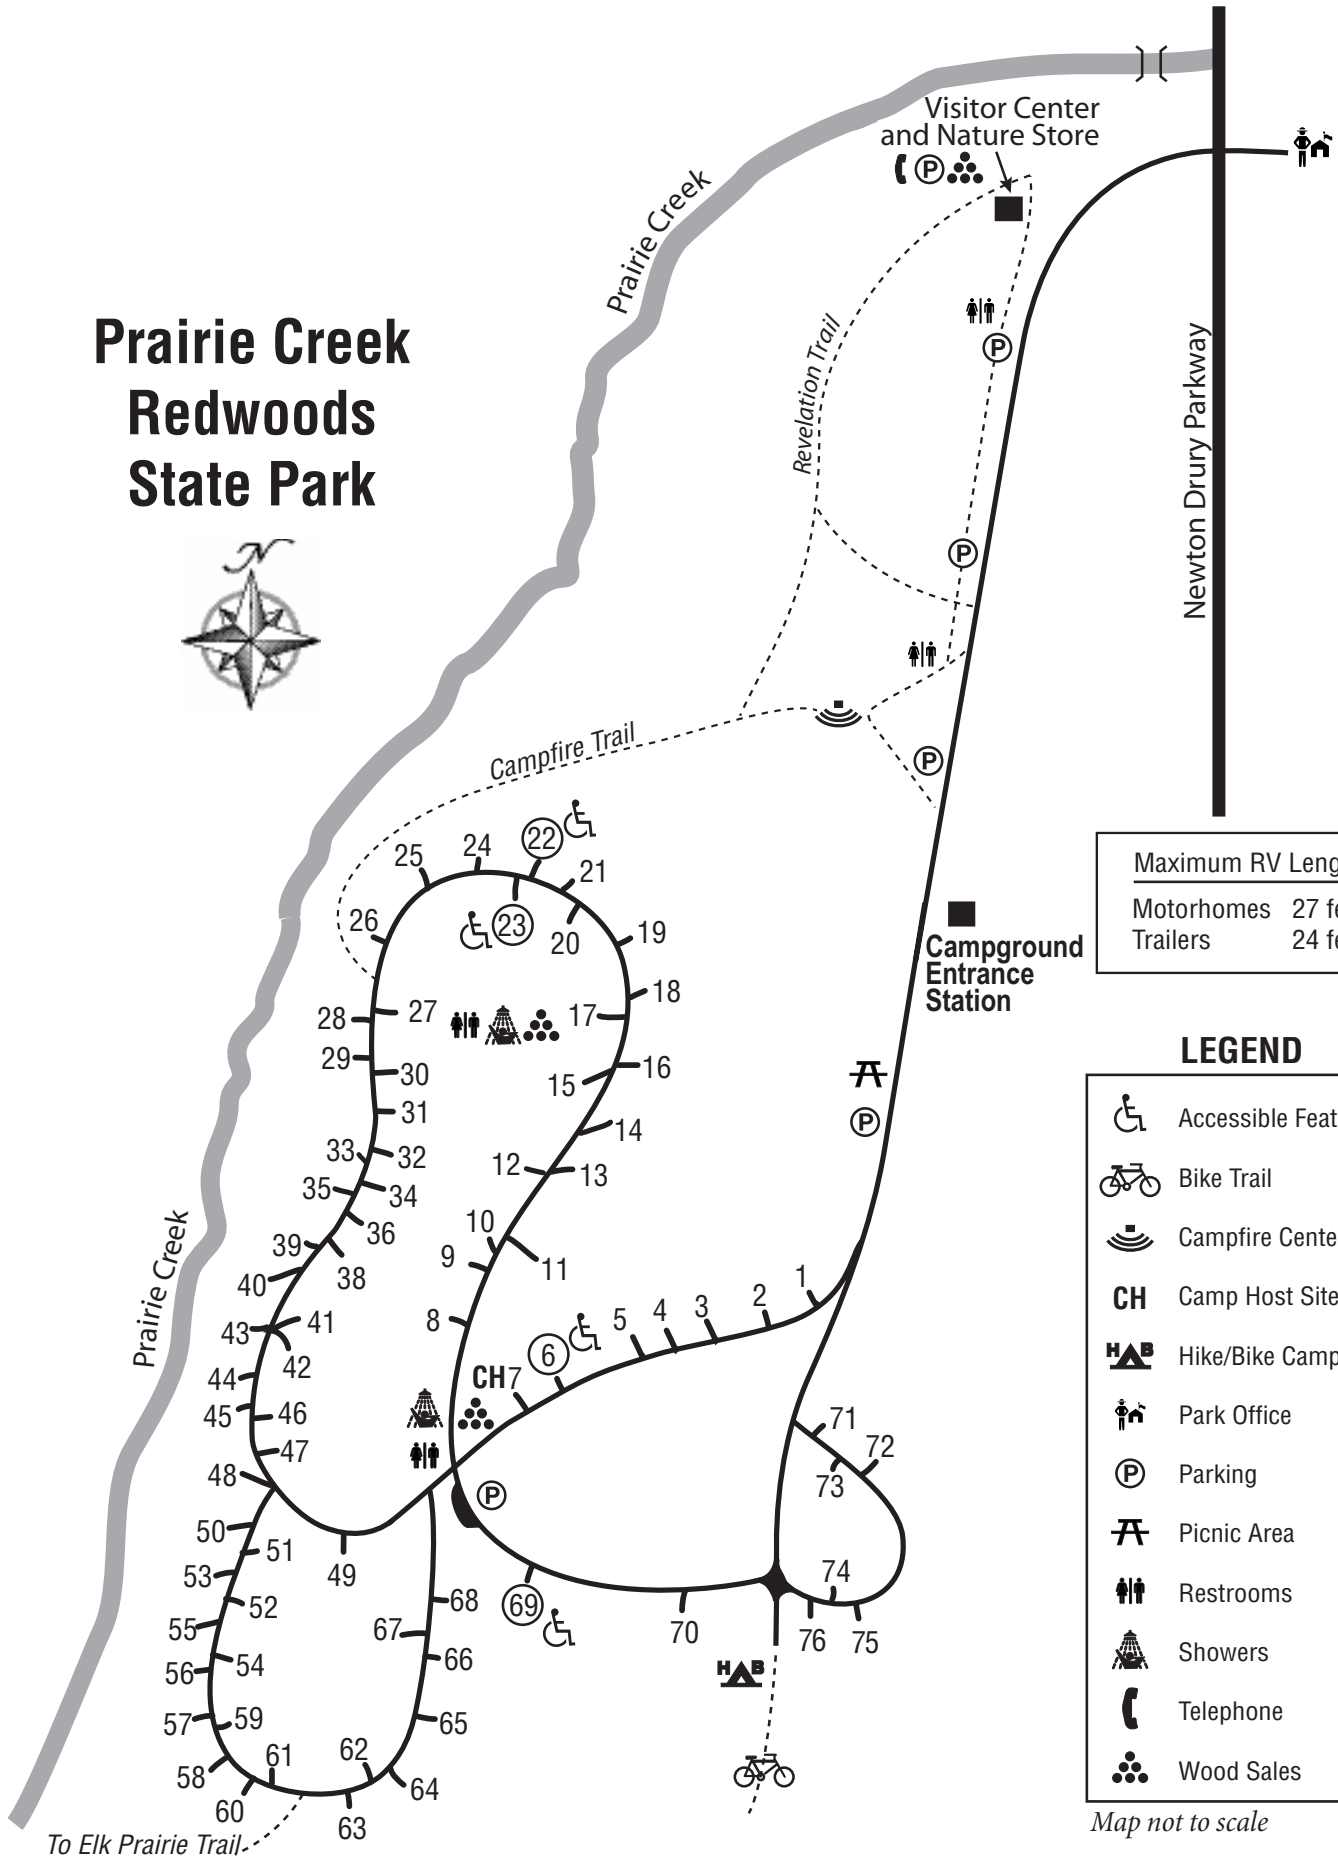 Visitor Center
and Nature Store
P
Prairie Creek
Prairie Creek
Redwoods
State Park
N
Revelation Trail
P
Newton Drury Parkway
P
Campfire Trail
P
22
24
25
21
23
26
20
19
18
27
17
28
29
30
16
15
31
14
33
32
12
13
35
34
36
10
39
9
11
38
40
8
41
43
42
44
45
46
47
48
Campground
Entrance
Station
P
1
2
3
4
5
6
CH 7
P
71
72
73
74
75
76
70
69
49
50
51
53
52
55
54
56
57
59
58
61
60
62
63
64
65
66
67
68
H B
Prairie Creek
To Elk Prairie Trail
Maximum RV Leng
Motorhomes 27 fe
Trailers 24 fe
LEGEND
Accessible Feat
Bike Trail
Campfire Cente
CH Camp Host Site
H B Hike/Bike Camp
Park Office
P Parking
Picnic Area
Restrooms
Showers
Telephone
Wood Sales
Map not to scale